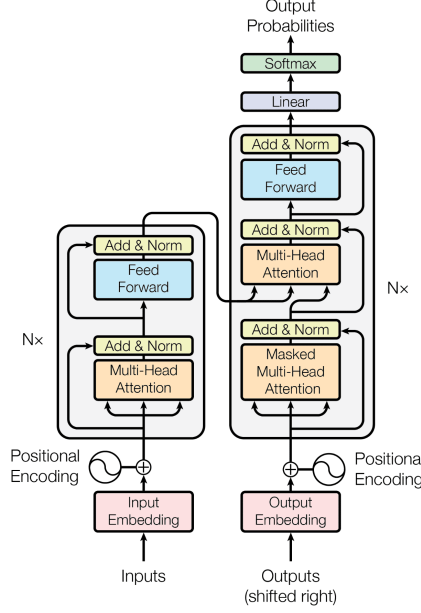 Output
Probabilities
Softmax
Linear
Add & Norm
Feed
Forward
Add & Norm
Multi-Head
Attention
Add & Norm
Masked
Multi-Head
Attention
N×
Add & Norm
Feed
Forward
Add & Norm
Multi-Head
Attention
N×
Positional
Encoding
Input
Embedding
Inputs
Positional
Encoding
Output
Embedding
Outputs
(shifted right)